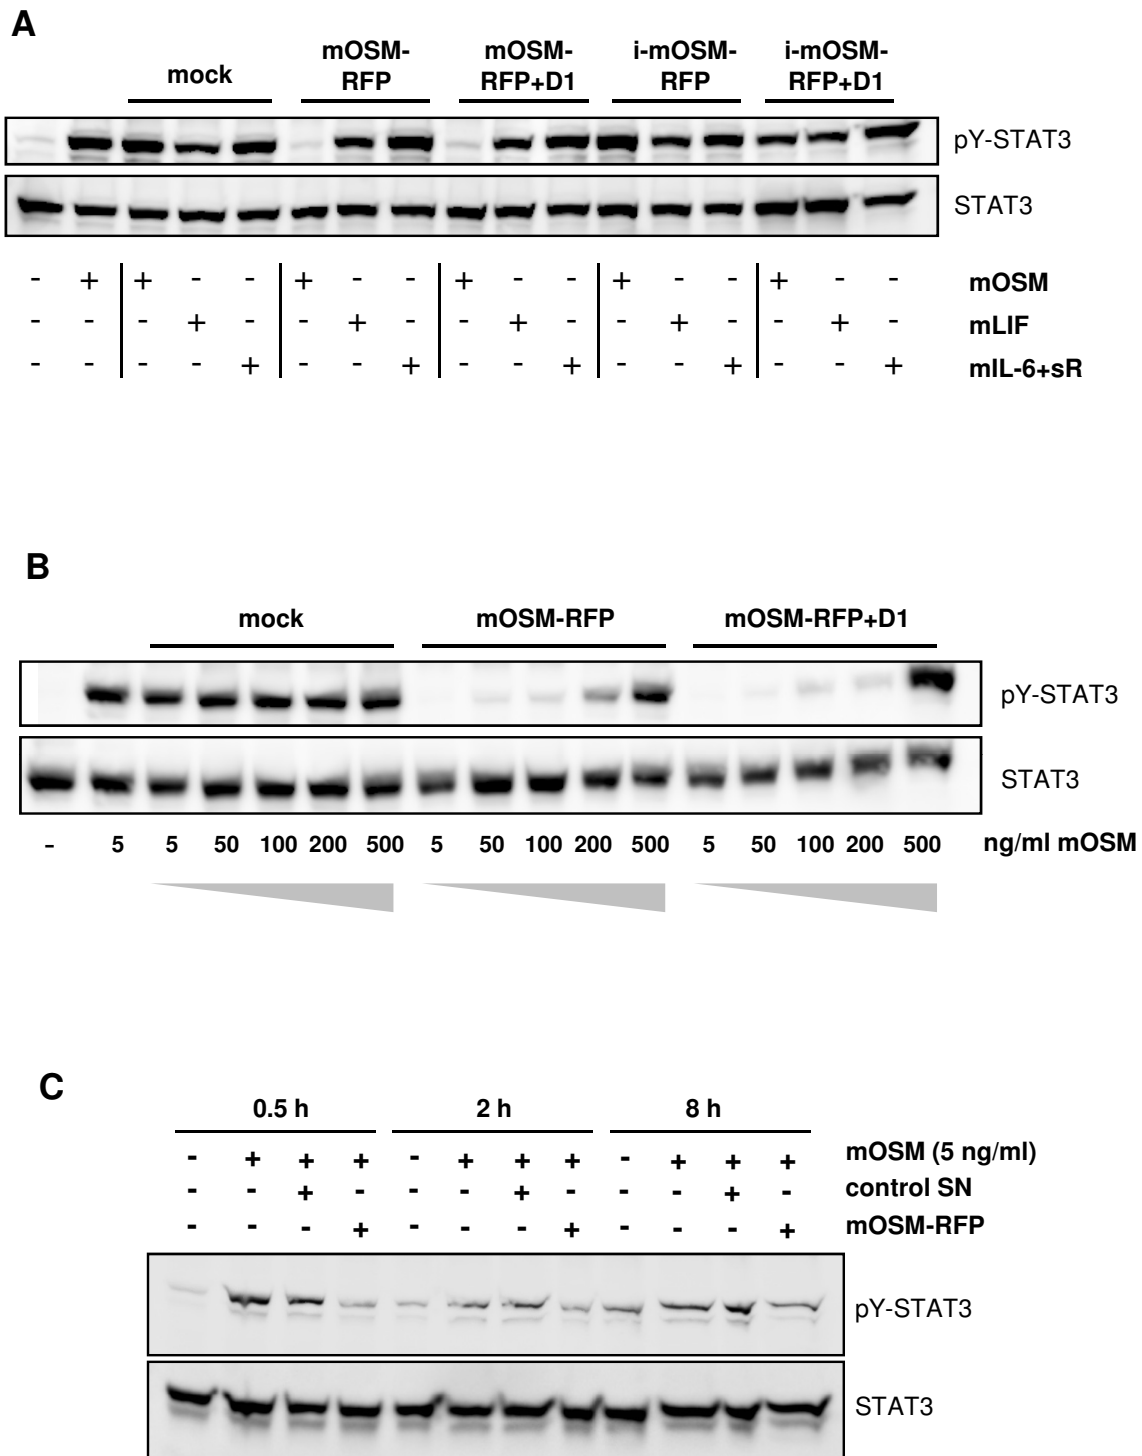 A
mock
mOSM-
RFP
mOSM-
RFP+D1
i-mOSM-
RFP
i-mOSM-
RFP+D1
pY-STAT3
STAT3
- + + - - + - - + - - + - - + - - mOSM
- - - + - - + - - + - - + - - + - mLIF
- - - - + - - + - - + - - + - - + mIL-6+sR
B
mock mOSM-RFP mOSM-RFP+D1
pY-STAT3
STAT3
- 5 5 50 100 200 500 5 50 100 200 500 5 50 100 200 500 ng/ml mOSM
C
0.5 h 2 h 8 h
- + + + - + + + - + + + mOSM (5 ng/ml)
- - + - - - + - - - + - control SN
- - - + - - - + - - - + mOSM-RFP
pY-STAT3
STAT3